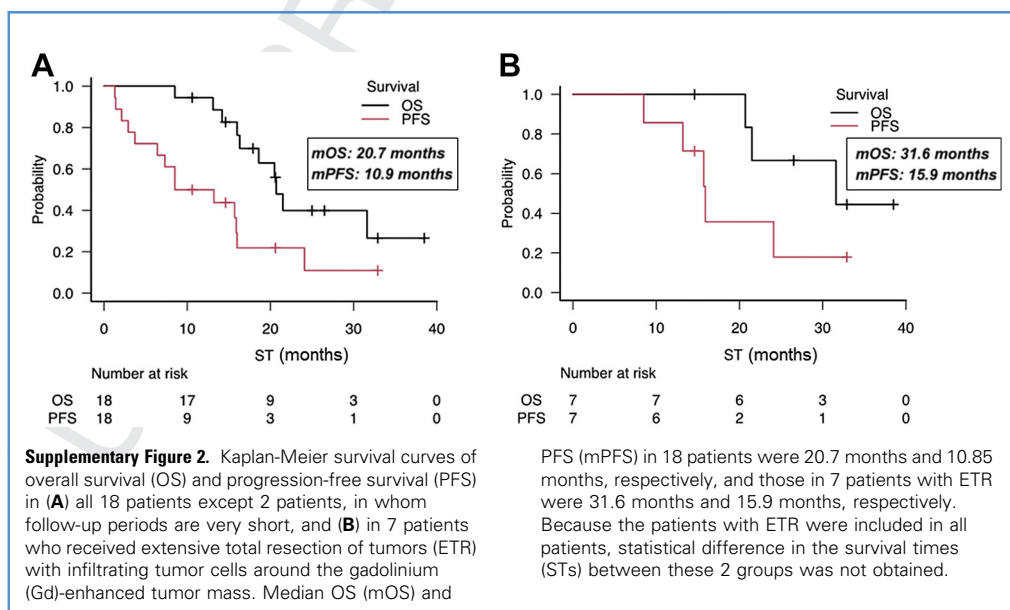 A
1.0
0.8
0.6
0.4
0.2
0.0
Probability
Survival
OS
PFS
mOS: 20.7 months
mPFS: 10.9 months
0 10 20 30 40
ST (months)
Number at risk
OS 18 17 9 3 0
PFS 18 9 3 1 0
B
1.0
0.8
0.6
0.4
0.2
0.0
Probability
Survival
OS
PFS
mOS: 31.6 months
mPFS: 15.9 months
0 10 20 30 40
ST (months)
Number at risk
OS 7 7 6 3 0
PFS 7 6 2 1 0
Supplementary Figure 2. Kaplan-Meier survival curves of
overall survival (OS) and progression-free survival (PFS)
in (A) all 18 patients except 2 patients, in whom
follow-up periods are very short, and (B) in 7 patients
who received extensive total resection of tumors (ETR)
with infiltrating tumor cells around the gadolinium
(Gd)-enhanced tumor mass. Median OS (mOS) and
PFS (mPFS) in 18 patients were 20.7 months and 10.85
months, respectively, and those in 7 patients with ETR
were 31.6 months and 15.9 months, respectively.
Because the patients with ETR were included in all
patients, statistical difference in the survival times
(STs) between these 2 groups was not obtained.